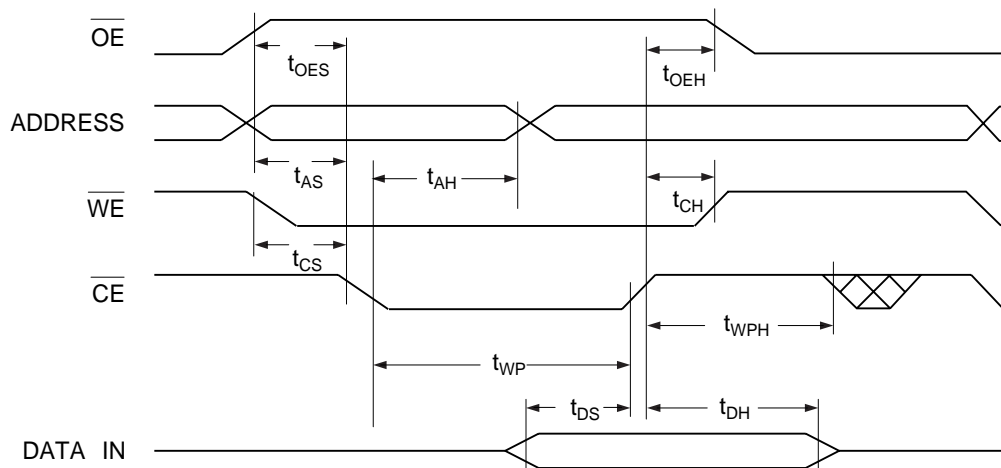 OE
tOES
tOEH
ADDRESS
tAS
tAH
WE
tCH
tCS
CE
tWPH
tWP
tDS
tDH
DATA IN